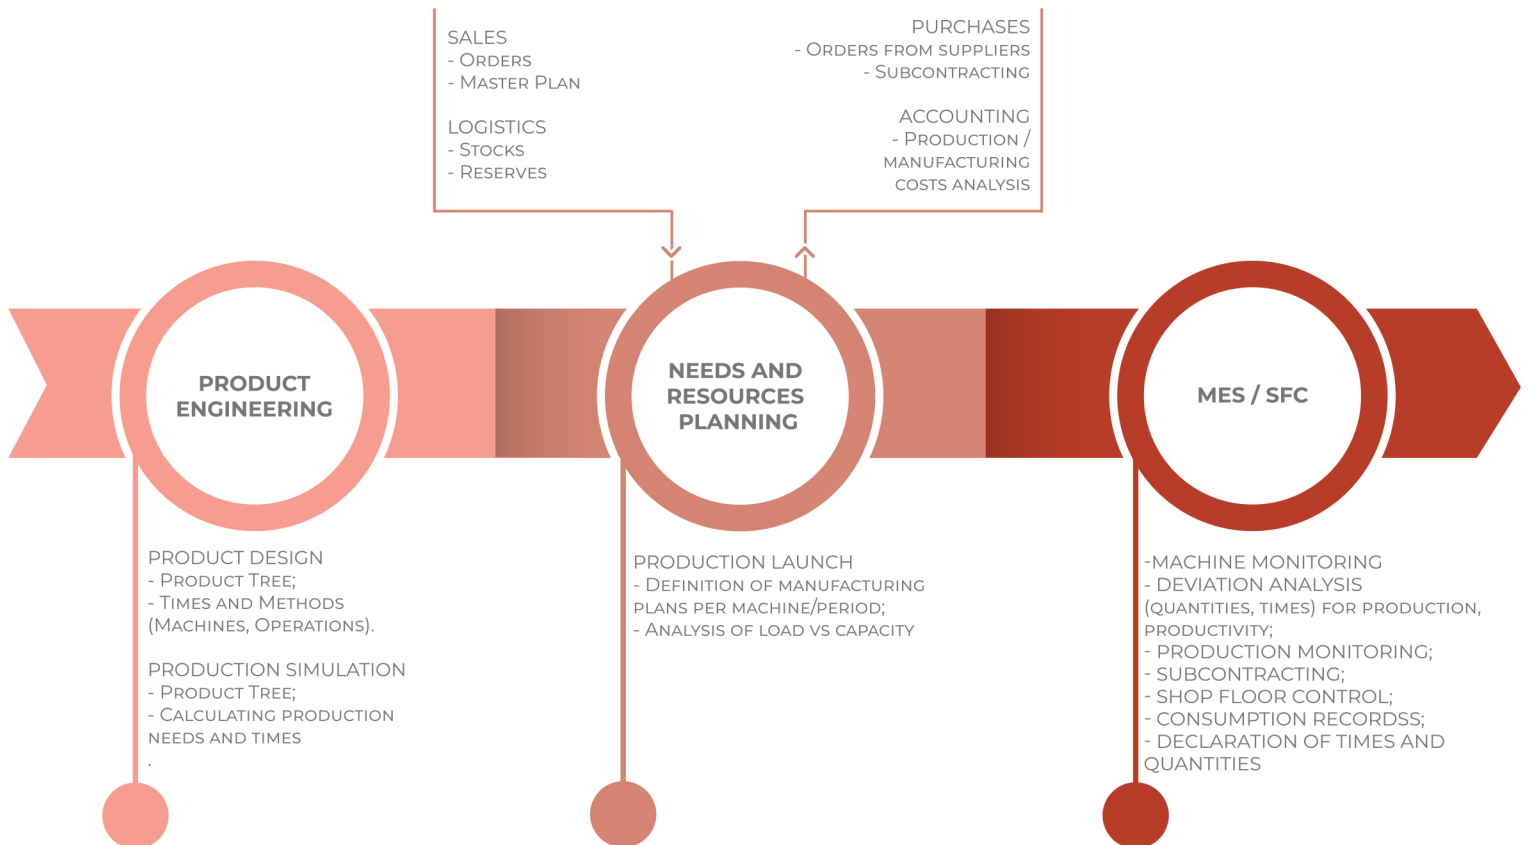 SALES
- Orders
- Master Plan
LOGISTICS
- Stocks
- Reserves
PURCHASES
- Orders from suppliers
- Subcontracting
ACCOUNTING
- Production /
manufacturing
costs analysis
PRODUCT
ENGINEERING
NEEDS AND
RESOURCES
PLANNING
MES / SFC
PRODUCT DESIGN
- Product Tree;
- Times and Methods
(Machines, Operations).
PRODUCTION SIMULATION
- Product Tree;
- Calculating production
needs and times
.
PRODUCTION LAUNCH
- Definition of manufacturing
plans per machine/period;
- Analysis of load vs capacity
-MACHINE MONITORING
- DEVIATION ANALYSIS
(quantities, times) for production,
productivity;
- PRODUCTION MONITORING;
- SUBCONTRACTING;
- SHOP FLOOR CONTROL;
- CONSUMPTION RECORDSS;
- DECLARATION OF TIMES AND
QUANTITIES